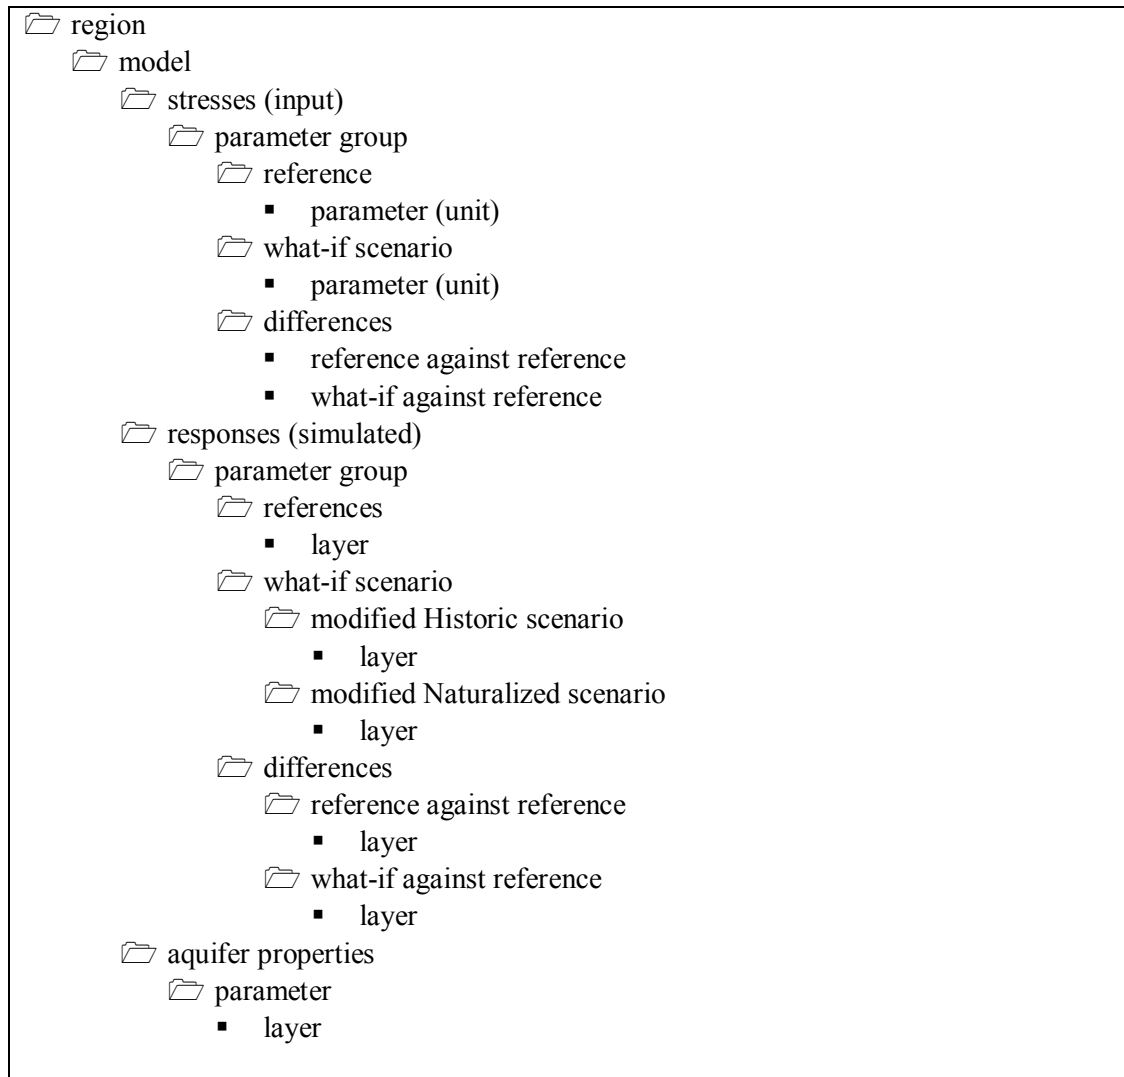 region
model
stresses (input)
parameter group
reference
▪ parameter (unit)
what-if scenario
▪ parameter (unit)
differences
▪ reference against reference
▪ what-if against reference
responses (simulated)
parameter group
references
▪ layer
what-if scenario
modified Historic scenario
▪ layer
modified Naturalized scenario
▪ layer
differences
reference against reference
▪ layer
what-if against reference
▪ layer
aquifer properties
parameter
▪ layer